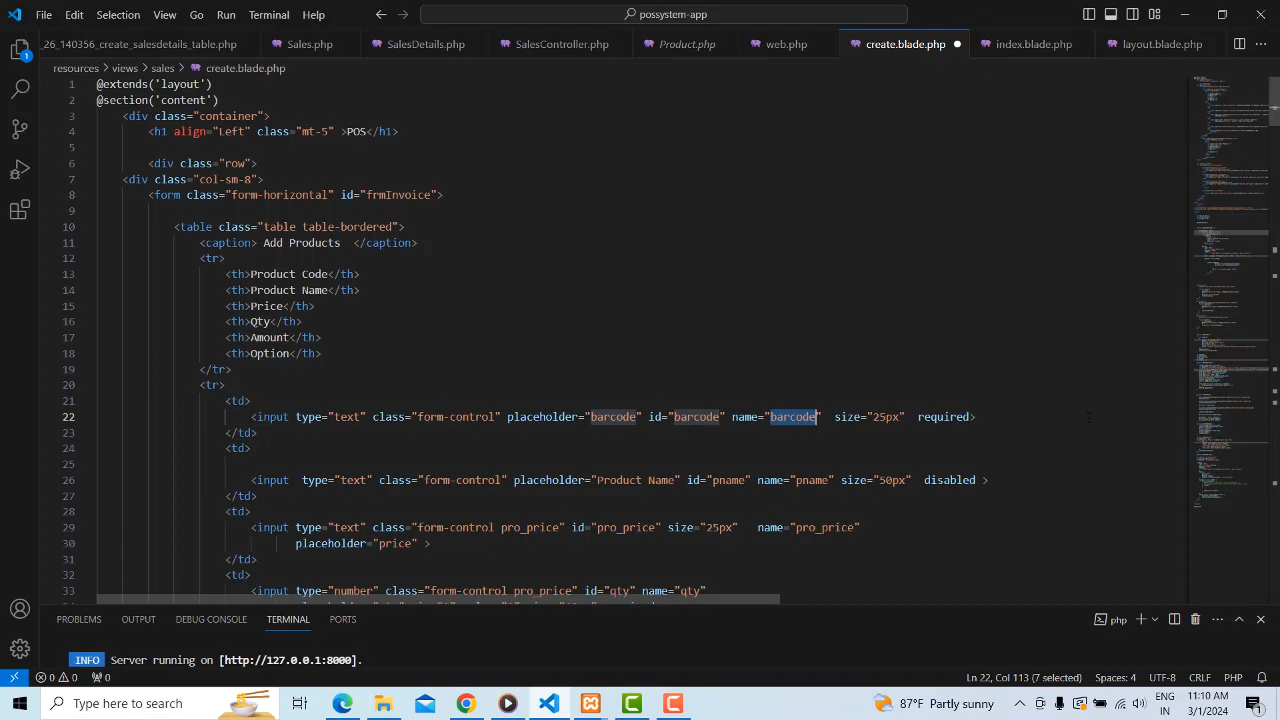 File Edit Selection View Go Run Terminal Help
possystem-app
_26_140356_create_salesdetails_table.php Sales.php SalesDetails.php SalesController.php Product.php web.php create.blade.php index.blade.php layout.blade.php
resources > views > sales > create.blade.php
1 @extends('layout')
2 @section('content')
3 <div class="container">
4 <h1 align="left" class="mt-5" >POS</h1>
5
6 <div class="row">
7 <div class="col-sm-8">
8 <form class="form-horizontal" id="frmInvoice">
9
10 <table class="table table-bordered">
11 <caption> Add Products </caption>
12 <tr>
13 <th>Product Code</th>
14 <th>Product Name</th>
15 <th>Price</th>
16 <th>Qty</th>
17 <th>Amount</th>
18 <th>Option</th>
19 </tr>
20 <tr>
21 <td>
22 <input type="text" class="form-control" placeholder="barcode" id="barcode" name="barcode" size="25px" required>
23 </td>
24 <td>
25
26 <input type="text" class="form-control" placeholder="Product Name" id="pname" name="pname" size="50px" disabled >
27 </td>
28 <td>
29 <input type="text" class="form-control pro_price" id="pro_price" size="25px" name="pro_price"
30 placeholder="price" >
31 </td>
32 <td>
33 <input type="number" class="form-control pro_price" id="qty" name="qty"
PROBLEMS OUTPUT DEBUG CONSOLE TERMINAL PORTS
php
INFO Server running on [http://127.0.0.1:8000].
0 0 0
Ln 22, Col 113 (7 selected) Spaces: 4 UTF-8 CRLF PHP
Type here to search
87°F Mostly sunny
11:10 AM
IN 3/1/2024